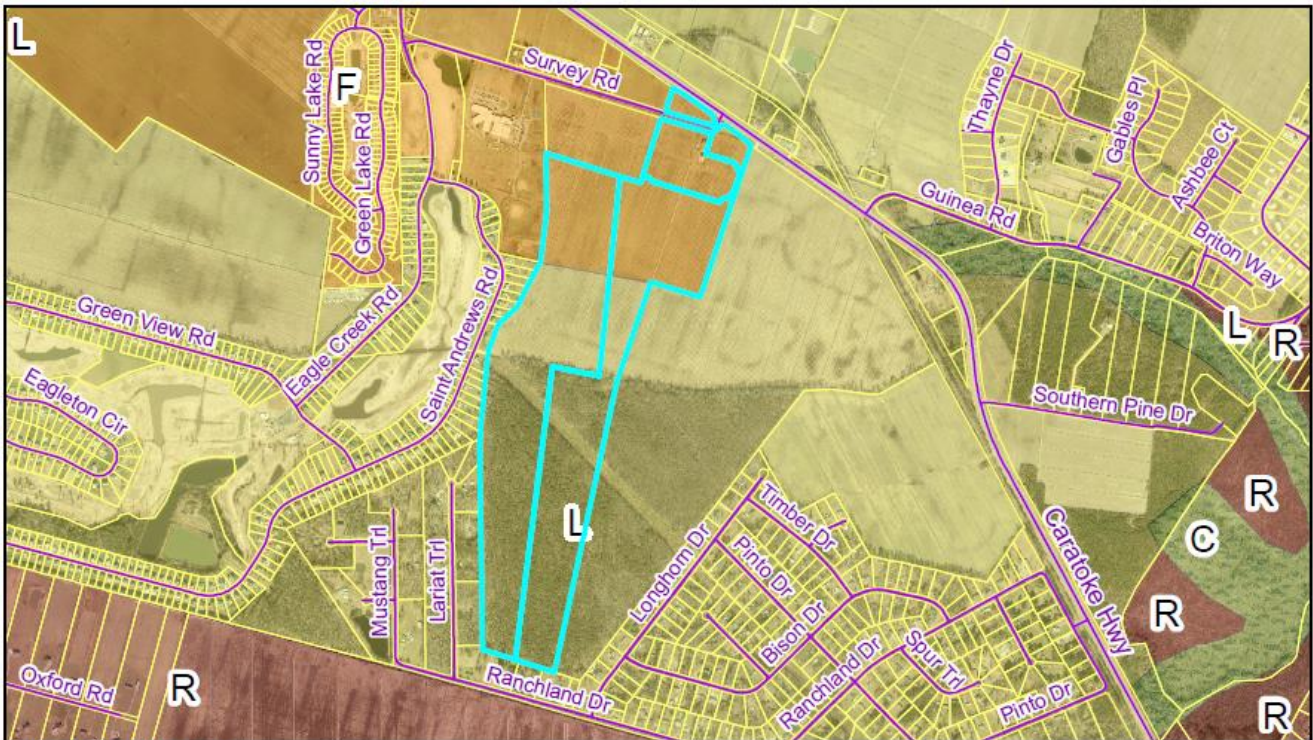 L
F
Sunny Lake Rd
Green Lake Rd
Survey Rd
Thayne Dr
Gables Pl
Ashbee Ct
Guinea Rd
Briton Way
Green View Rd
Eagle Creek Rd
Saint Andrews Rd
L
R
Eagleton Cir
Southern Pine Dr
Timber Dr
R
L
C
Mustang Trl
Lariat Trl
Longhorn Dr
Pinto Dr
Caratoke Hwy
Bison Dr
R
Oxford Rd
R
Ranchland Dr
Ranchland Dr
Spur Trl
Pinto Dr
R